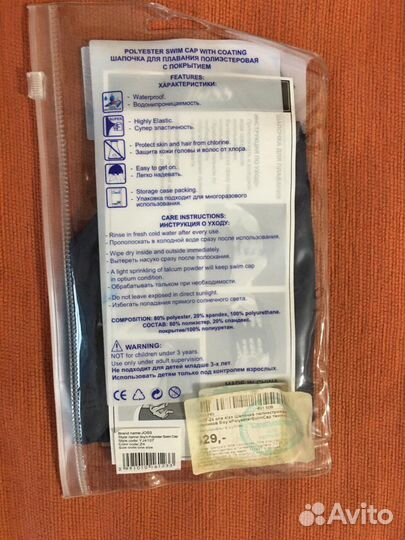 POLYESTER SWIM CAP WITH COATING
ШАПОЧКА ДЛЯ ПЛАВАНИЯ ПОЛИЭСТЕРОВАЯ
С ПОКРЫТИЕМ
FEATURES:
ХАРАКТЕРИСТИКИ:
- Waterproof.
- Водонипроницаемость.
- Highly Elastic.
- Супер эластичность.
- Protect skin and hair from chlorine.
- Защита кожи головы и волос от хлора.
- Easy to get on.
- Легко надевать.
- Storage case packing.
- Упаковка подходит для многоразового
использования.
CARE INSTRUCTIONS:
ИНСТРУКЦИЯ О УХОДУ:
- Rinse in fresh cold water after every use.
- Прополоскать в холодной воде сразу после использования.
- Wipe dry inside and outside immediately.
- Вытереть насухо сразу после полоскания.
- A light sprinkling of talcum powder will keep swim cap
in optium condition.
- Обрабатывать тальком при необходимости.
- Do not leave exposed in direct sunlight.
- Избегать попадания прямого солнечного света.
COMPOSITION: 80% polyester, 20% spandex, 100% polyurethane.
СОСТАВ: 80% полиэстер, 20% спандекс,
покрытие/100% полиуретан.
WARNING:
NOT for children under 3 years.
Use only under adult supervision.
Не подходит для детей младше 3-х лет
Использовать детям только под контролем взрослых
Brand name:JOSS
329,-
Avito